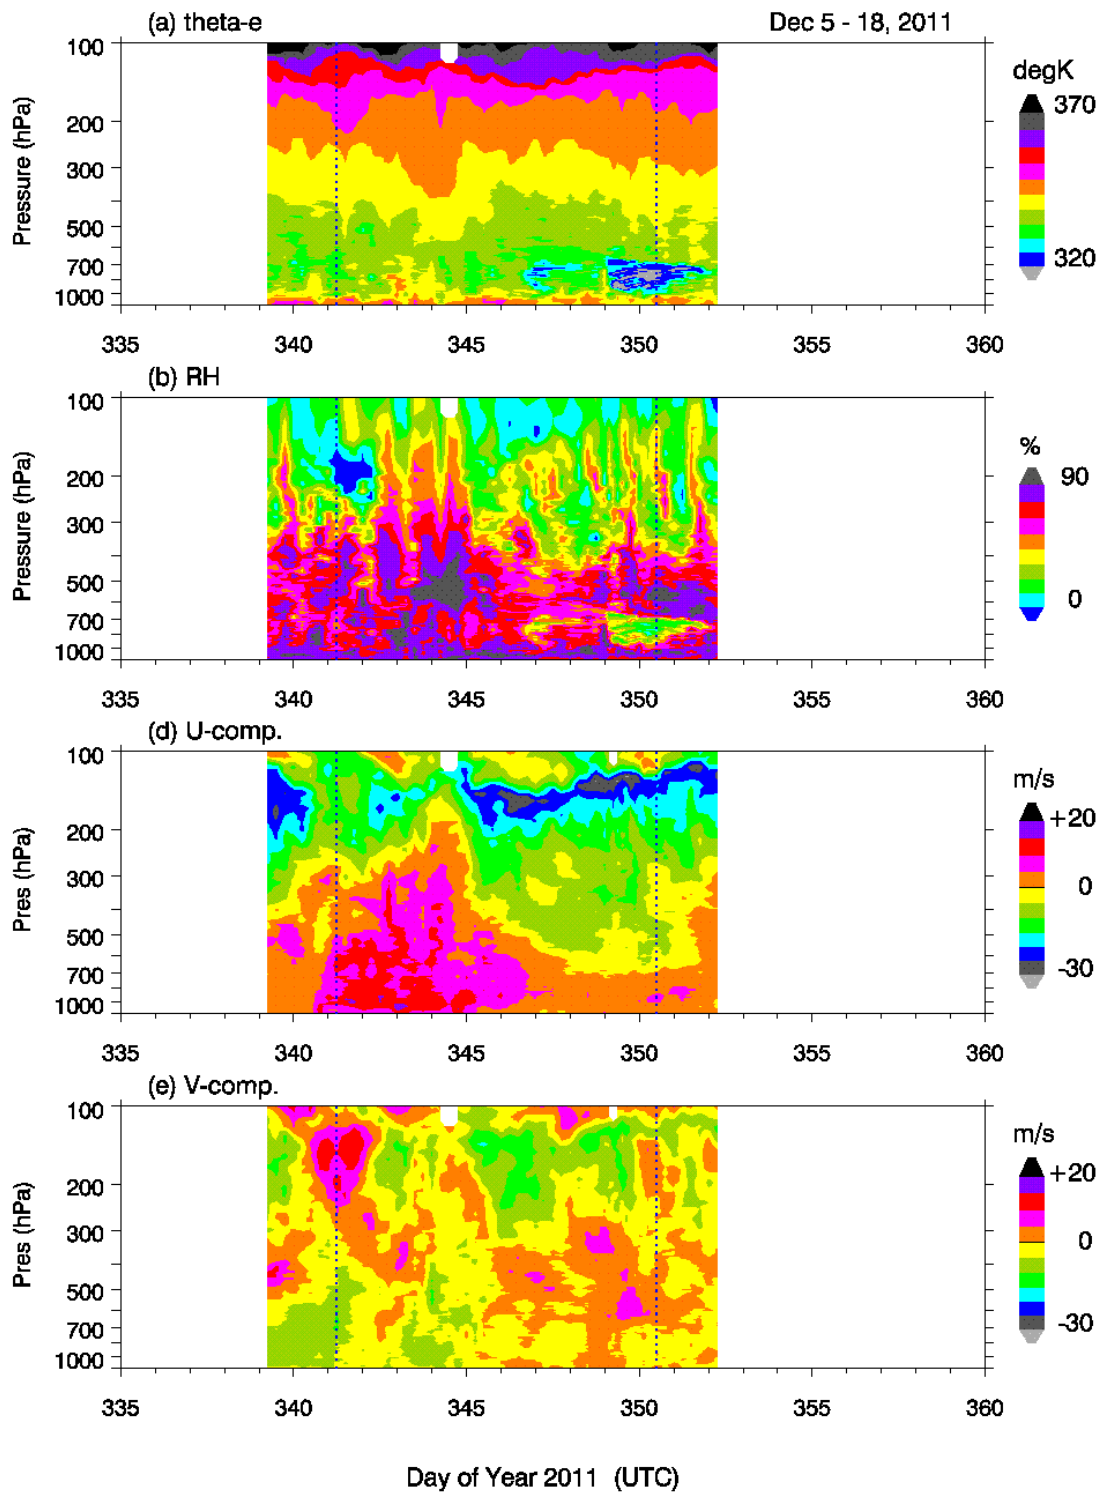 (a) theta-e Dec 5 - 18, 2011
100
200
300
500
700
1000
Pressure (hPa)
335 340 345 350 355 360
degK
370
320
(b) RH
100
200
300
500
700
1000
Pressure (hPa)
335 340 345 350 355 360
%
90
0
(d) U-comp.
100
200
300
500
700
1000
Pres (hPa)
335 340 345 350 355 360
m/s
+20
0
-30
(e) V-comp.
100
200
300
500
700
1000
Pres (hPa)
335 340 345 350 355 360
m/s
+20
0
-30
Day of Year 2011 (UTC)